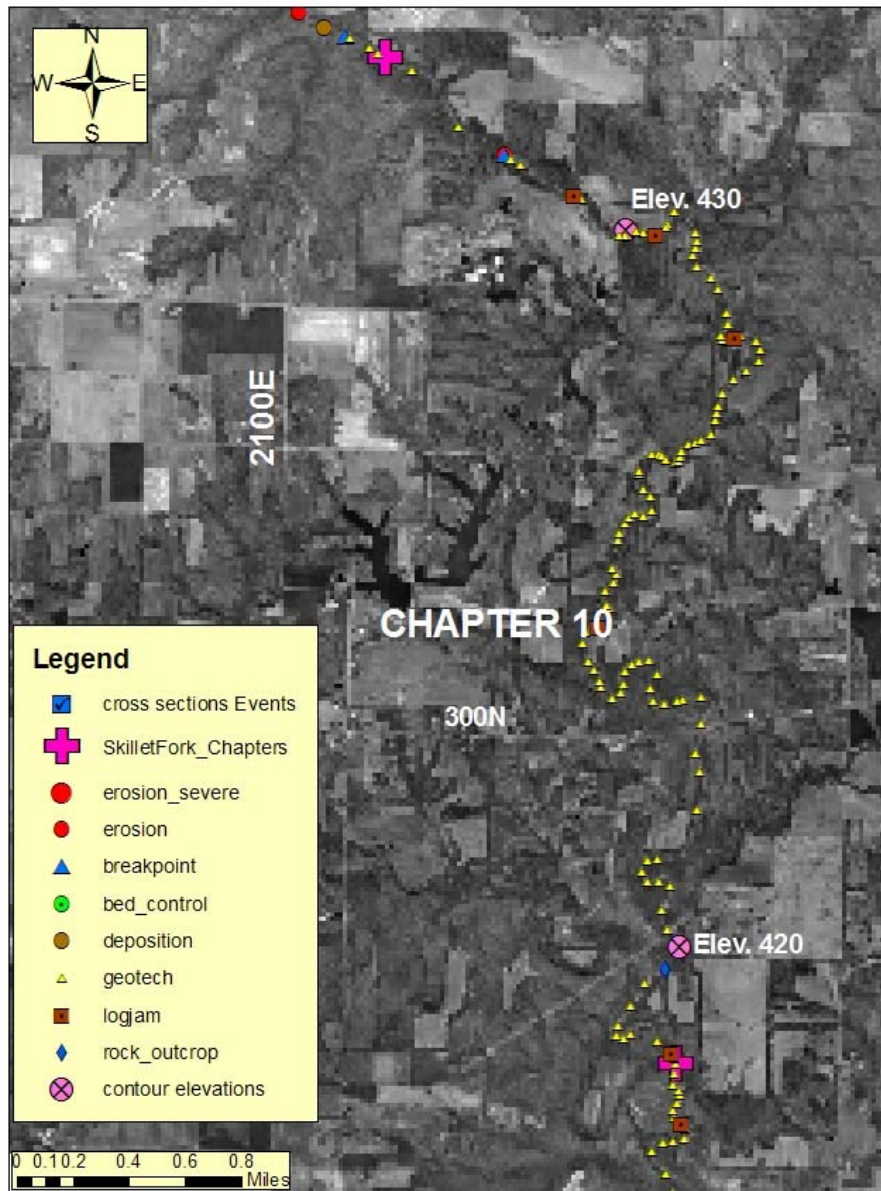 N
W E
S
Elev. 430
2100E
CHAPTER 10
300N
Elev. 420
Legend
cross sections Events
SkilletFork_Chapters
erosion_severe
erosion
breakpoint
bed_control
deposition
geotech
logjam
rock_outcrop
contour elevations
0 0.1 0.2 0.4 0.6 0.8
Miles